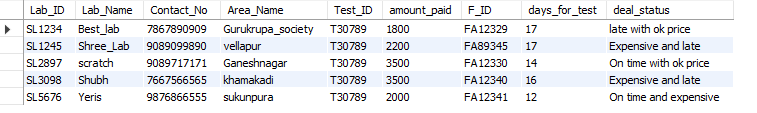 Lab_ID Lab_Name Contact_No Area_Name Test_ID amount_paid F_ID days_for_test deal_status
SL1234 Best_lab 7867890909 Gurukrupa_society T30789 1800 FA12329 17 late with ok price
SL1245 Shree_Lab 9089099890 vellapur T30789 2200 FA89345 17 Expensive and late
SL2897 scratch 9089717171 Ganeshnagar T30789 3500 FA12330 14 On time with ok price
SL3098 Shubh 7667566565 khamakadi T30789 3500 FA12340 16 Expensive and late
SL5676 Yeris 9876866555 sukunpura T30789 2000 FA12341 12 On time and expensive